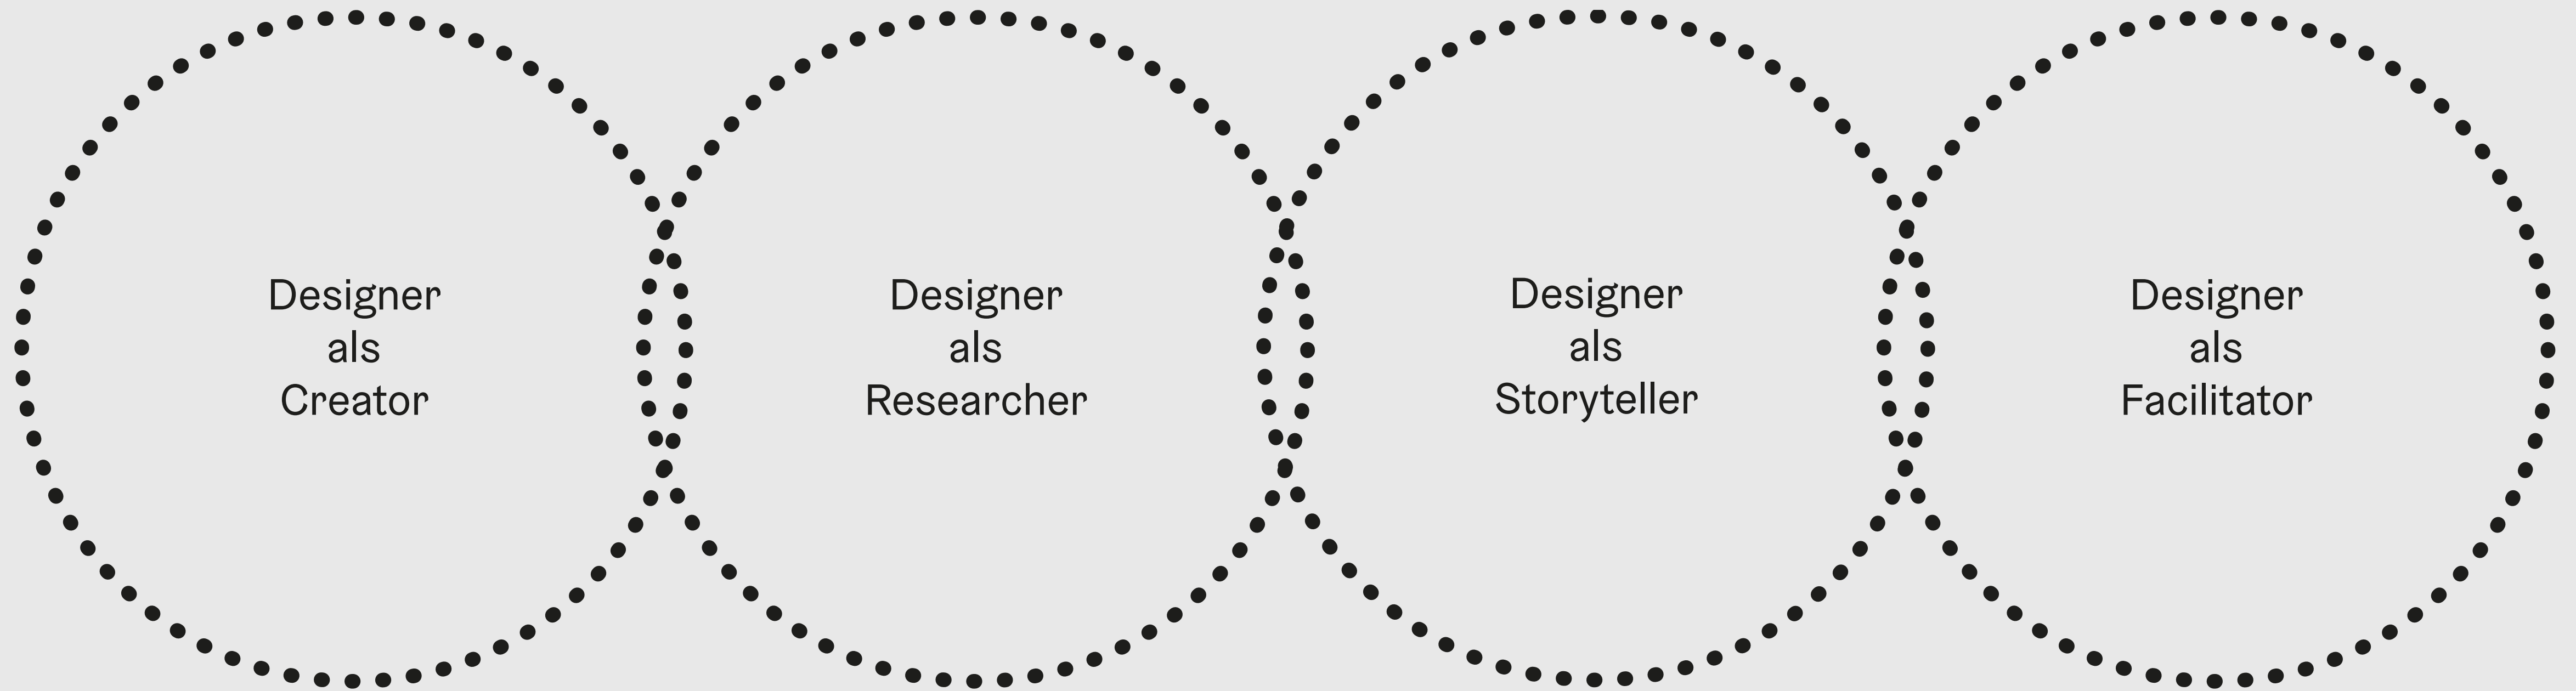 Designer
als
Creator
Designer
als
Researcher
Designer
als
Storyteller
Designer
als
Facilitator